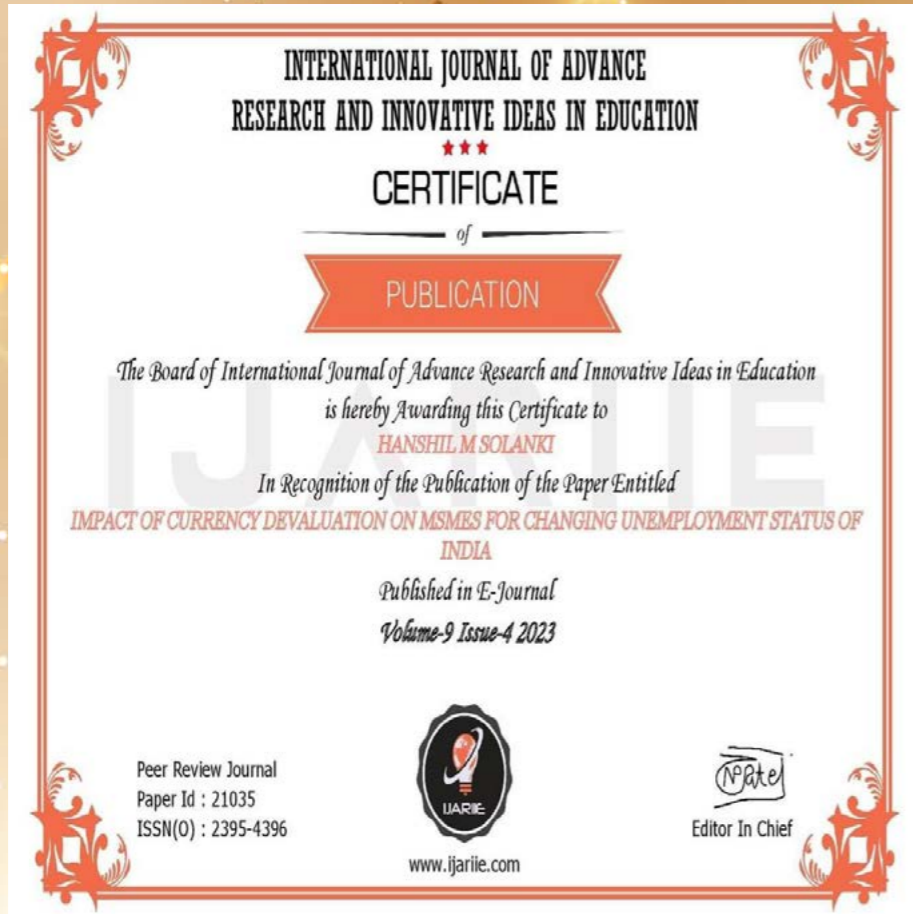 INTERNATIONAL JOURNAL OF ADVANCE
RESEARCH AND INNOVATIVE IDEAS IN EDUCATION
CERTIFICATE
of
PUBLICATION
The Board of International Journal of Advance Research and Innovative Ideas in Education
is hereby Awarding this Certificate to
HANSHIL M SOLANKI
In Recognition of the Publication of the Paper Entitled
IMPACT OF CURRENCY DEVALUATION ON MSMES FOR CHANGING UNEMPLOYMENT STATUS OF
INDIA
Published in E-Journal
Volume-9 Issue-4 2023
IJARIIE
Peer Review Journal
Paper Id : 21035
ISSN(O) : 2395-4396
IJARIIE
www.ijariie.com
NPatel
Editor In Chief